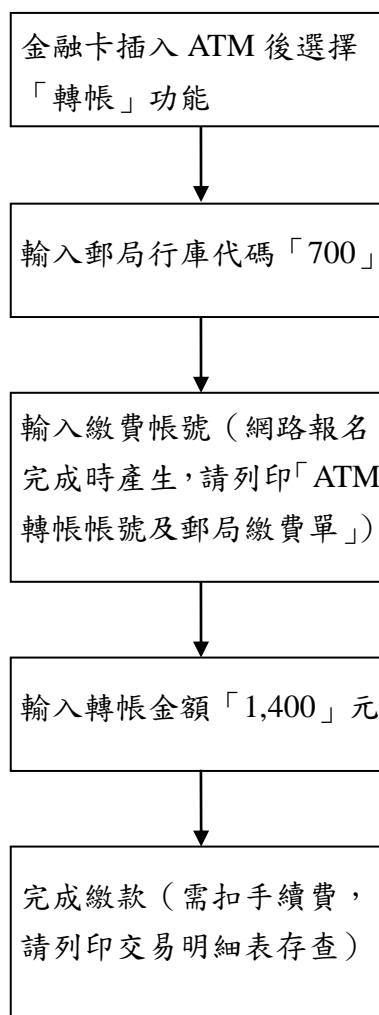 金融卡插入 ATM 後選擇
「轉帳」功能
輸入郵局行庫代碼「700」
輸入繳費帳號（網路報名
完成時產生，請列印「ATM
轉帳帳號及郵局繳費單」）
輸入轉帳金額「1,400」元
完成繳款（需扣手續費，
請列印交易明細表存查）